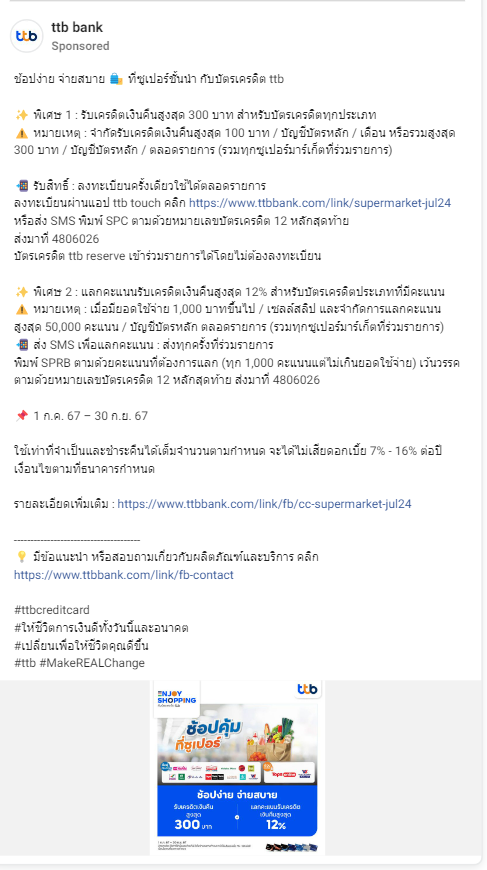 ttb
ttb bank
Sponsored
ช้อปง่าย จ่ายสบาย 🛍️ ที่ซูเปอร์ชั้นนำ กับบัตรเครดิต ttb
✨ พิเศษ 1 : รับเครดิตเงินคืนสูงสุด 300 บาท สำหรับบัตรเครดิตทุกประเภท
⚠️ หมายเหตุ : จำกัดรับเครดิตเงินคืนสูงสุด 100 บาท / บัญชีบัตรหลัก / เดือน หรือรวมสูงสุด
300 บาท / บัญชีบัตรหลัก / ตลอดรายการ (รวมทุกซูเปอร์มาร์เก็ตที่ร่วมรายการ)
📲 รับสิทธิ์ : ลงทะเบียนครั้งเดียวใช้ได้ตลอดรายการ
ลงทะเบียนผ่านแอป ttb touch คลิก https://www.ttbbank.com/link/supermarket-jul24
หรือส่ง SMS พิมพ์ SPC ตามด้วยหมายเลขบัตรเครดิต 12 หลักสุดท้าย
ส่งมาที่ 4806026
บัตรเครดิต ttb reserve เข้าร่วมรายการได้โดยไม่ต้องลงทะเบียน
✨ พิเศษ 2 : แลกคะแนนรับเครดิตเงินคืนสูงสุด 12% สำหรับบัตรเครดิตประเภทที่มีคะแนน
⚠️ หมายเหตุ : เมื่อมียอดใช้จ่าย 1,000 บาทขึ้นไป / เซลล์สลิป และจำกัดการแลกคะแนน
สูงสุด 50,000 คะแนน / บัญชีบัตรหลัก ตลอดรายการ (รวมทุกซูเปอร์มาร์เก็ตที่ร่วมรายการ)
📲 ส่ง SMS เพื่อแลกคะแนน : ส่งทุกครั้งที่ร่วมรายการ
พิมพ์ SPRB ตามด้วยคะแนนที่ต้องการแลก (ทุก 1,000 คะแนนแต่ไม่เกินยอดใช้จ่าย) เว้นวรรค
ตามด้วยหมายเลขบัตรเครดิต 12 หลักสุดท้าย ส่งมาที่ 4806026
📌 1 ก.ค. 67 – 30 ก.ย. 67
ใช้เท่าที่จำเป็นและชำระคืนได้เต็มจำนวนตามกำหนด จะได้ไม่เสียดอกเบี้ย 7% - 16% ต่อปี
เงื่อนไขตามที่ธนาคารกำหนด
รายละเอียดเพิ่มเติม : https://www.ttbbank.com/link/fb/cc-supermarket-jul24
--------------------------------------
💡 มีข้อแนะนำ หรือสอบถามเกี่ยวกับผลิตภัณฑ์และบริการ คลิก
https://www.ttbbank.com/link/fb-contact
#ttbcreditcard
#ให้ชีวิตการเงินดีทั้งวันนี้และอนาคต
#เปลี่ยนเพื่อให้ชีวิตคุณดีขึ้น
#ttb #MakeREALChange
ENJOY
SHOPPING
ttb
ช้อปคุ้ม
ที่ซูเปอร์
Tops
ช้อปง่าย จ่ายสบาย
รับเครดิตเงินคืน
สูงสุด
300 บาท
แลกคะแนนรับเครดิต
เงินคืนสูงสุด
12%